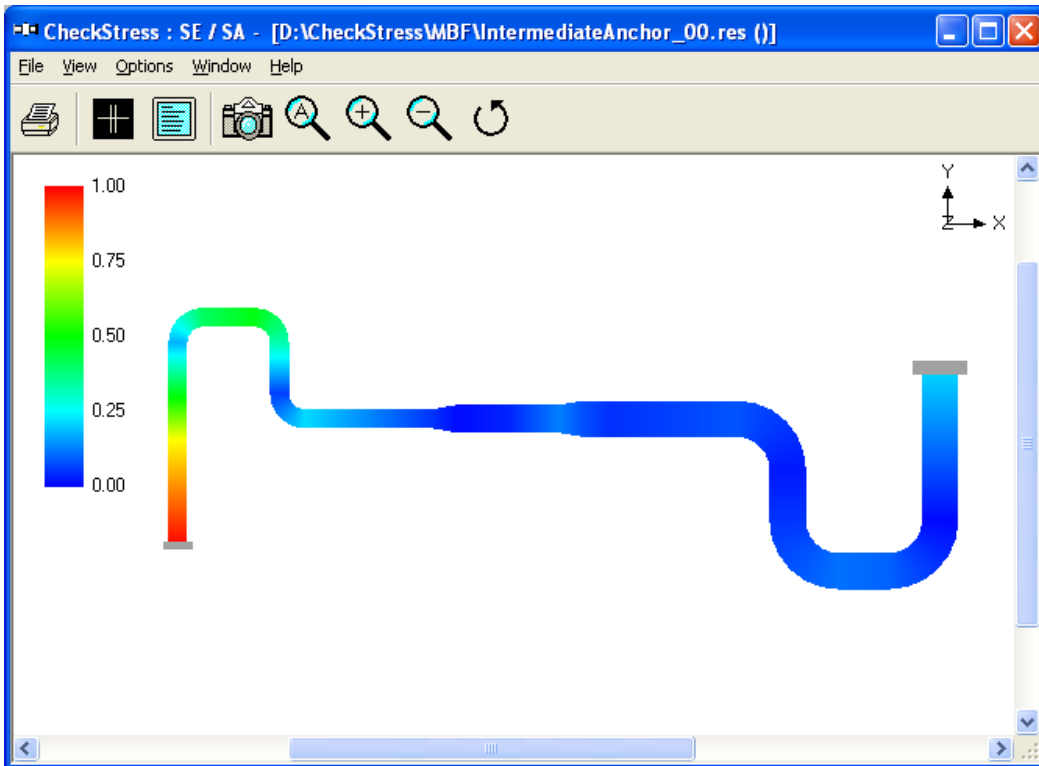 CheckStress : SE / SA - [D:\CheckStress\MBF\IntermediateAnchor_00.res ()]
File View Options Window Help
A
1.00
0.75
0.50
0.25
0.00
Y
Z X